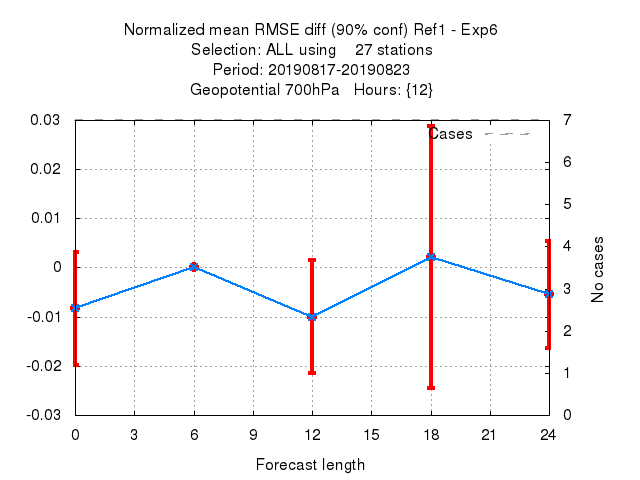 Normalized mean RMSE diff (90% conf) Ref1 - Exp6
Selection: ALL using    27 stations
Period: 20190817-20190823
Geopotential 700hPa   Hours: {12}
Cases
0.03
0.02
0.01
0
-0.01
-0.02
-0.03
7
6
5
4
3
2
1
0
No cases
0 3 6 9 12 15 18 21 24
Forecast length